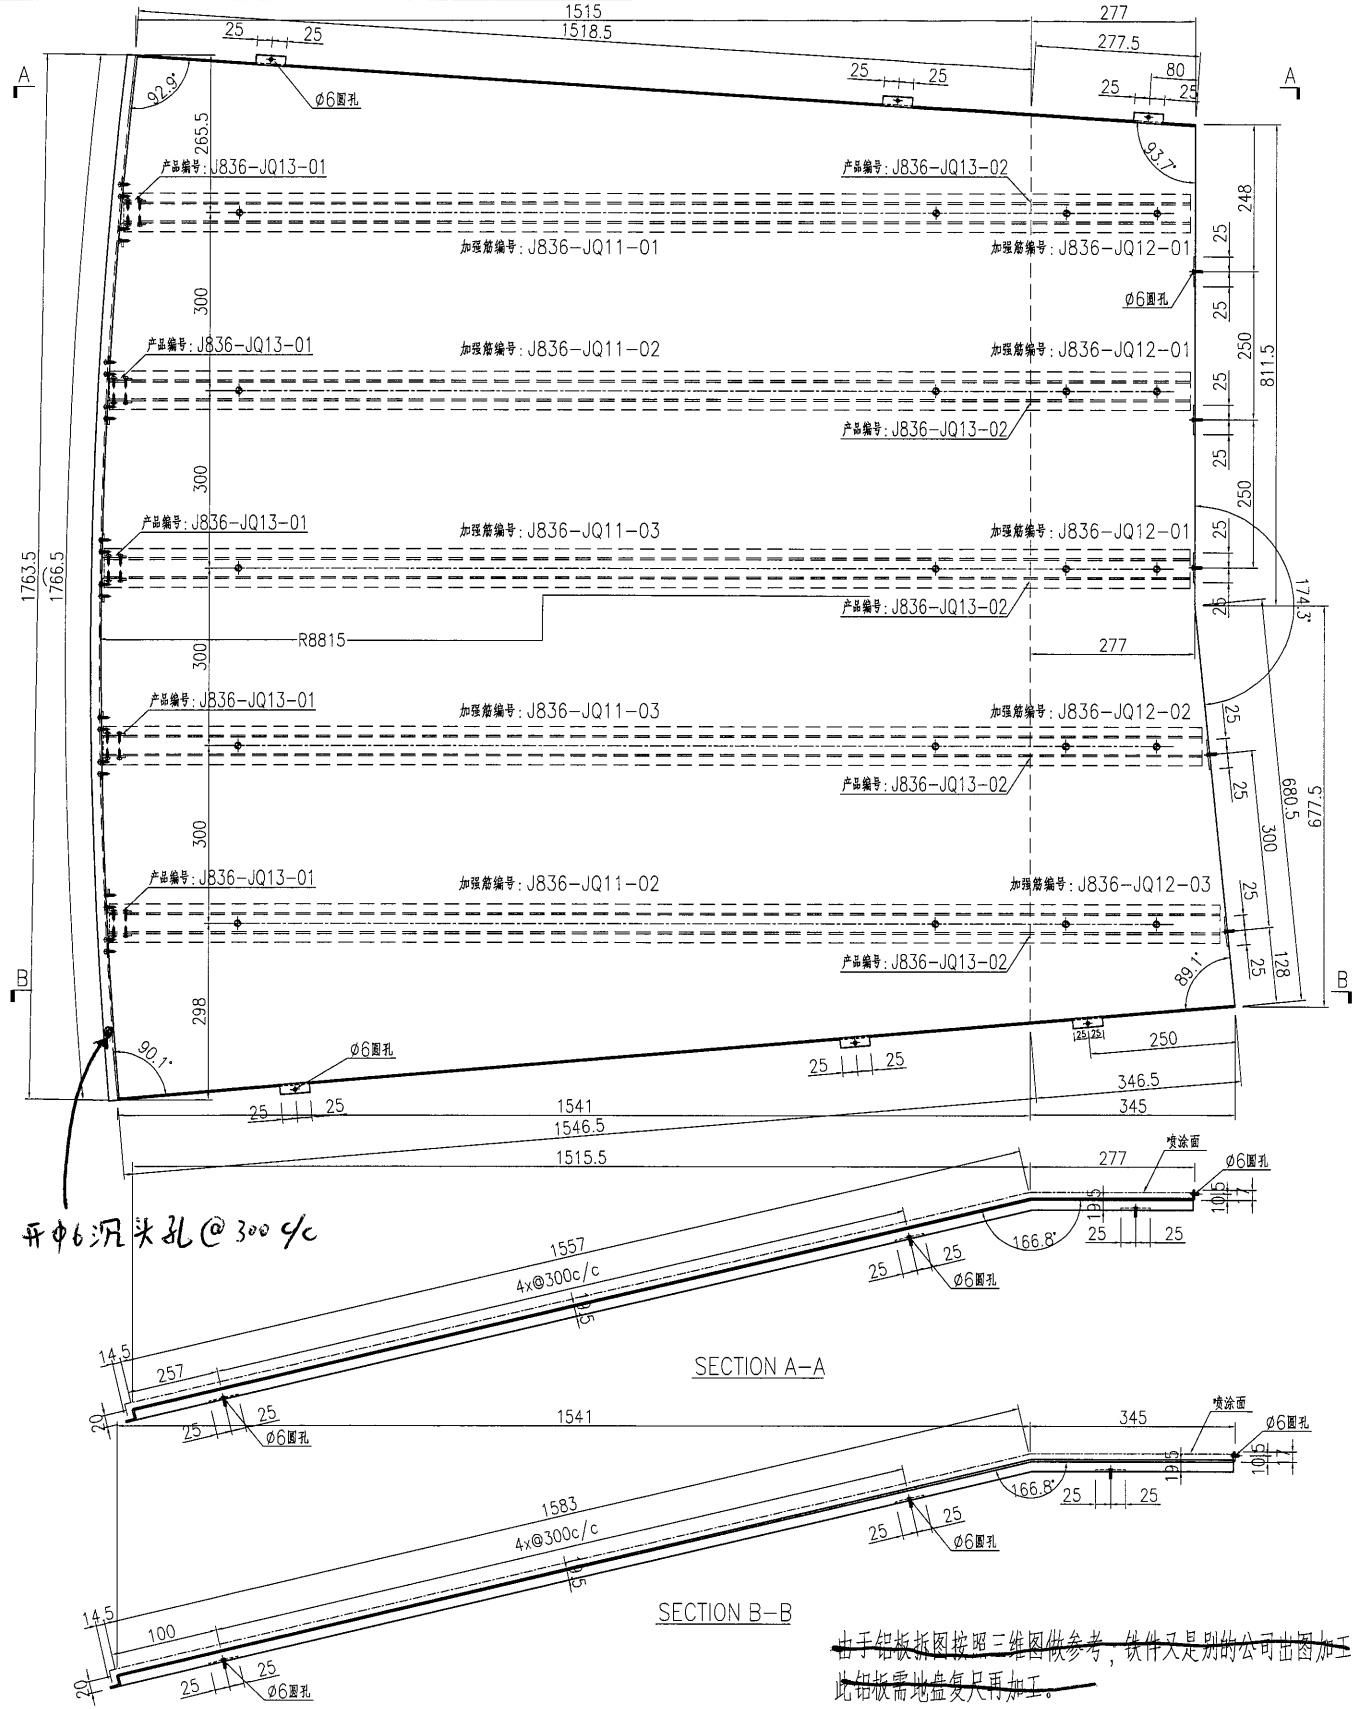 1515
277
1518.5
277.5
25 25
25 25
80
25 25
A
A
92.9°
Ø6圆孔
93.7°
265.5
产品编号: J836-JQ13-01
产品编号: J836-JQ13-02
248
25
加强筋编号: J836-JQ11-01
加强筋编号: J836-JQ12-01
Ø6圆孔
25
300
产品编号: J836-JQ13-01
加强筋编号: J836-JQ11-02
加强筋编号: J836-JQ12-01
250
811.5
25
产品编号: J836-JQ13-02
25
300
250
产品编号: J836-JQ13-01
加强筋编号: J836-JQ11-03
加强筋编号: J836-JQ12-01
25
1763.5
1766.5
174.3°
25
产品编号: J836-JQ13-02
R8815
277
300
产品编号: J836-JQ13-01
加强筋编号: J836-JQ11-03
加强筋编号: J836-JQ12-02
25
25
产品编号: J836-JQ13-02
680.5
677.5
300
300
产品编号: J836-JQ13-01
加强筋编号: J836-JQ11-02
加强筋编号: J836-JQ12-03
25
产品编号: J836-JQ13-02
25
128
89.1°
B
B
298
90.1°
Ø6圆孔
25 25
25 25
25 25
250
346.5
1541
345
1546.5
1515.5
277
喷涂面
Ø6圆孔
开φ6沉头孔@300 c/c
19.5
10.5
17
1557
166.8°
25 25
4x@300c/c
25 25
Ø6圆孔
19.5
14.5
257
SECTION A-A
20
25 25
Ø6圆孔
1541
345
喷涂面
Ø6圆孔
19.5
10.5
17
1583
166.8°
25 25
4x@300c/c
25 25
Ø6圆孔
19.5
14.5
100
SECTION B-B
20
25 25
Ø6圆孔
由于铝板拆图按照三维图做参考，铁件又是别的公司出图加工
此铝板需地盘复尺再加工。